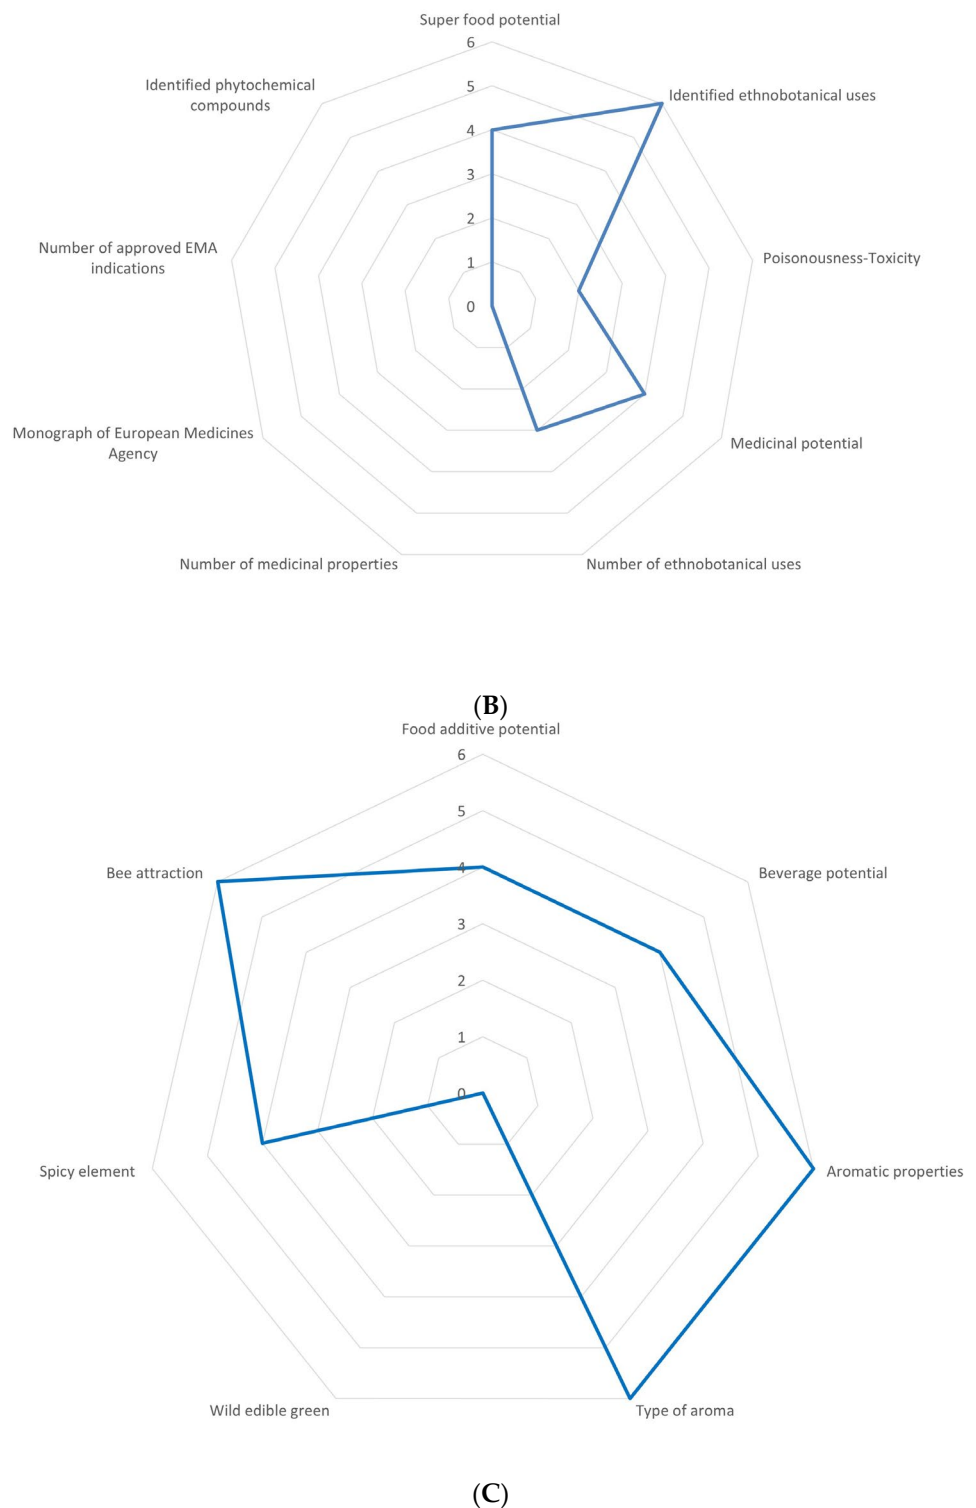 Super food potential
6
Identified phytochemical
compounds
Identified ethnobotanical uses
5
4
3
2
Number of approved EMA
indications
Poisonousness-Toxicity
1
0
Monograph of European Medicines
Agency
Medicinal potential
Number of medicinal properties
Number of ethnobotanical uses
(B)
Food additive potential
6
5
Bee attraction
4
Beverage potential
3
2
1
0
Spicy element
Aromatic properties
Wild edible green
Type of aroma
(C)